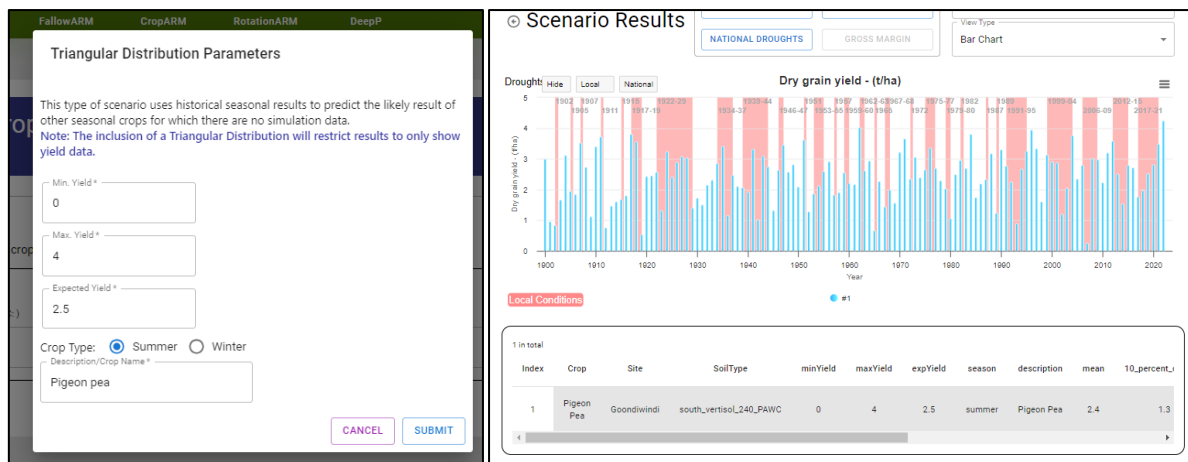 FallowARM CropARM RotationARM DeepP
Triangular Distribution Parameters
This type of scenario uses historical seasonal results to predict the likely result of
other seasonal crops for which there are no simulation data.
Note: The inclusion of a Triangular Distribution will restrict results to only show
yield data.
Min. Yield *
0
Max. Yield *
4
crop
Expected Yield *
2.5
Crop Type: Summer Winter
Description/Crop Name *
Pigeon pea
CANCEL SUBMIT
Scenario Results
NATIONAL DROUGHTS GROSS MARGIN
View Type
Bar Chart
Droughts Hide Local National
Dry grain yield - (t/ha)
1902 1907 1915 1922-29 1939-44 1951 1957 1962-63 1967-68 1975-77 1982 1999-04 2012-15
1905 1911 1917-19 1946-47 1953-55 1965 1972 1979-80 1987 1991-95 2006-09 2017-21
5
4
3
2
1
0
Dry grain yield - (t/ha)
1900 1910 1920 1930 1940 1950 1960 1970 1980 1990 2000 2010 2020
Year
Local Conditions
#1
1 in total
Index Crop Site SoilType minYield maxYield expYield season description mean 10_percent_
1 Pigeon Pea Goondiwindi south_vertisol_240_PAWC 0 4 2.5 summer Pigeon Pea 2.4 1.3